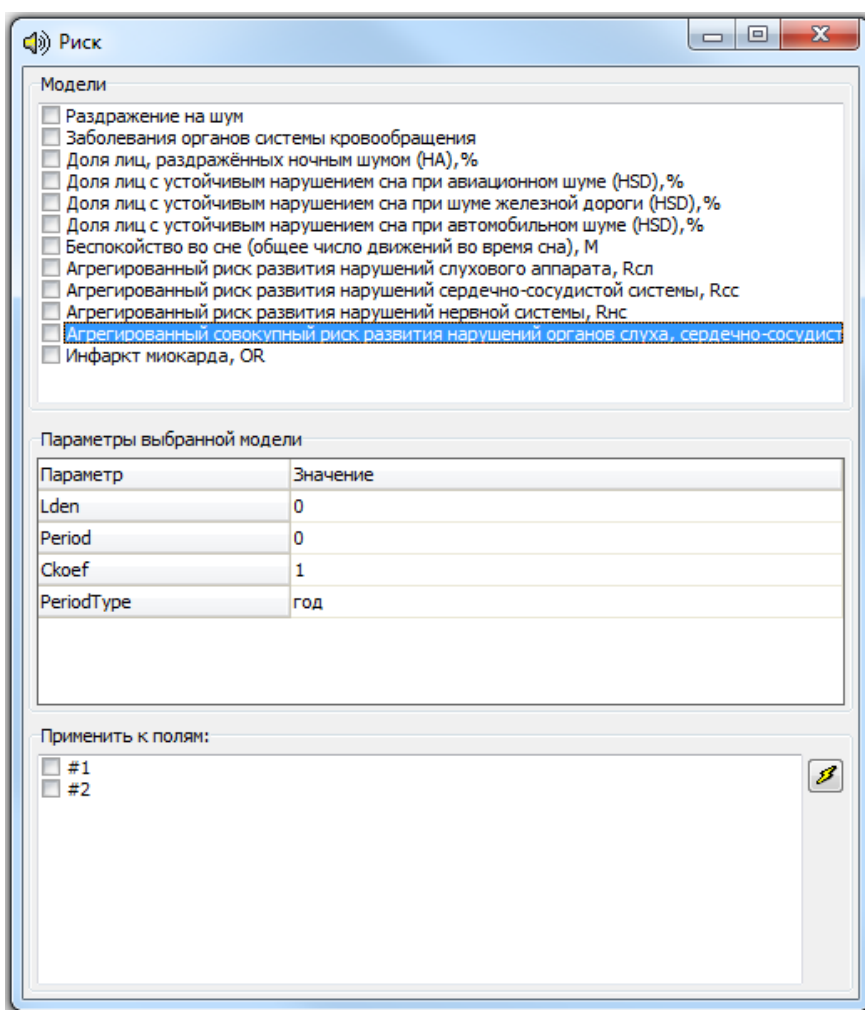 Риск
Модели
Раздражение на шум
Заболевания органов системы кровообращения
Доля лиц, раздражённых ночным шумом (HA),%
Доля лиц с устойчивым нарушением сна при авиационном шуме (HSD),%
Доля лиц с устойчивым нарушением сна при шуме железной дороги (HSD),%
Доля лиц с устойчивым нарушением сна при автомобильном шуме (HSD),%
Беспокойство во сне (общее число движений во время сна), М
Агрегированный риск развития нарушений слухового аппарата, Rсл
Агрегированный риск развития нарушений сердечно-сосудистой системы, Rсс
Агрегированный риск развития нарушений нервной системы, Rнс
Агрегированный совокупный риск развития нарушений органов слуха, сердечно-сосудист
Инфаркт миокарда, OR
Параметры выбранной модели
Параметр Значение
Lden 0
Period 0
Ckoef 1
PeriodType год
Применить к полям:
#1
#2